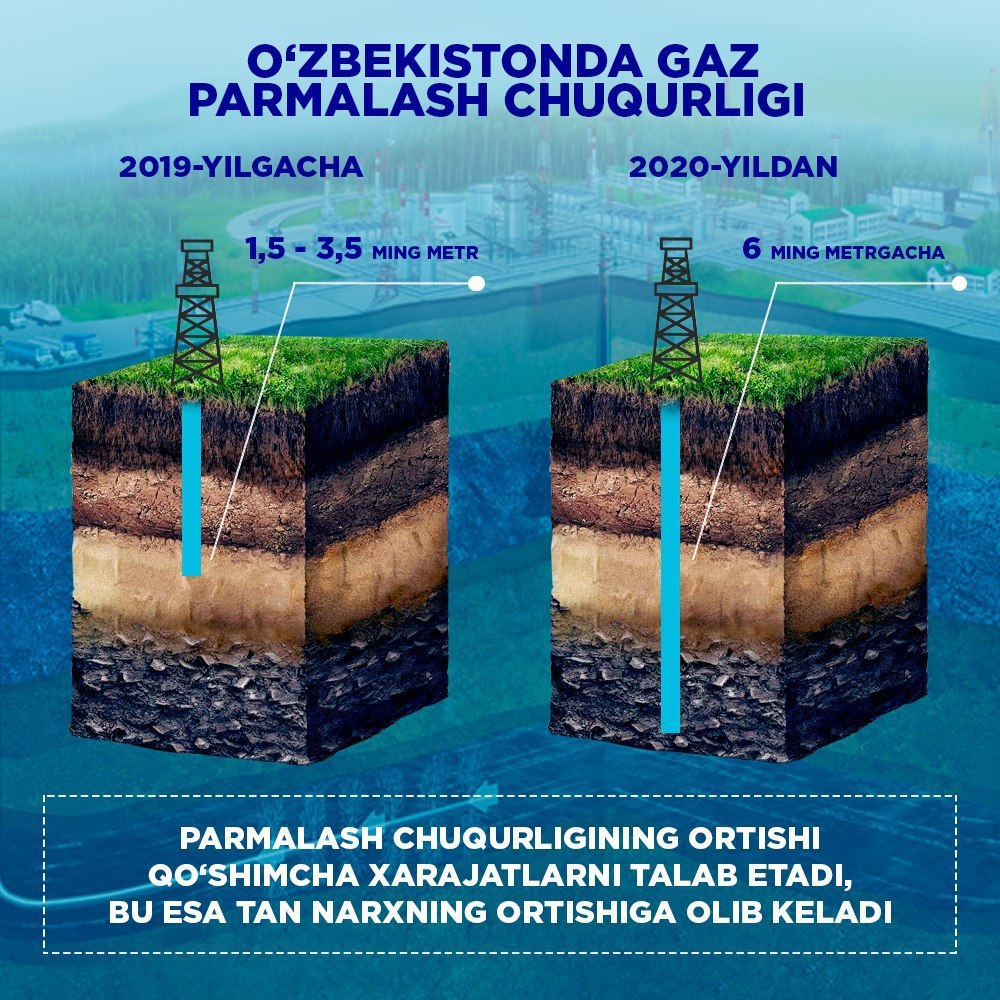 O‘ZBEKISTONDA GAZ
PARMALASH CHUQURLIGI
2019-YILGACHA
2020-YILDAN
1,5 - 3,5 MING METR
6 MING METRGACHA
PARMALASH CHUQURLIGINING ORTISHI
QO‘SHIMCHA XARAJATLARNI TALAB ETADI,
BU ESA TAN NARXNING ORTISHIGA OLIB KELADI